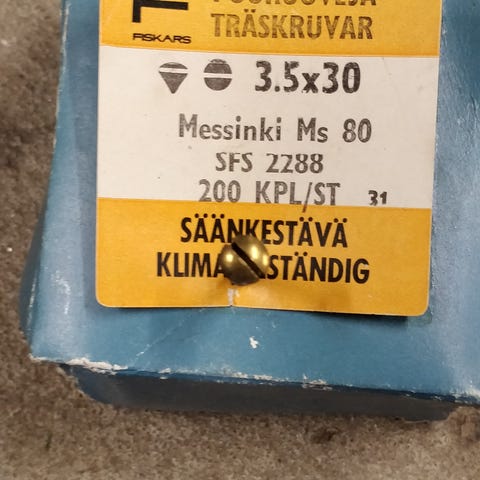 T
FISKARS
TRÄSKRUVAR
3.5x30
Messinki Ms 80
SFS 2288
200 KPL/ST 31
SÄÄNKESTÄVÄ